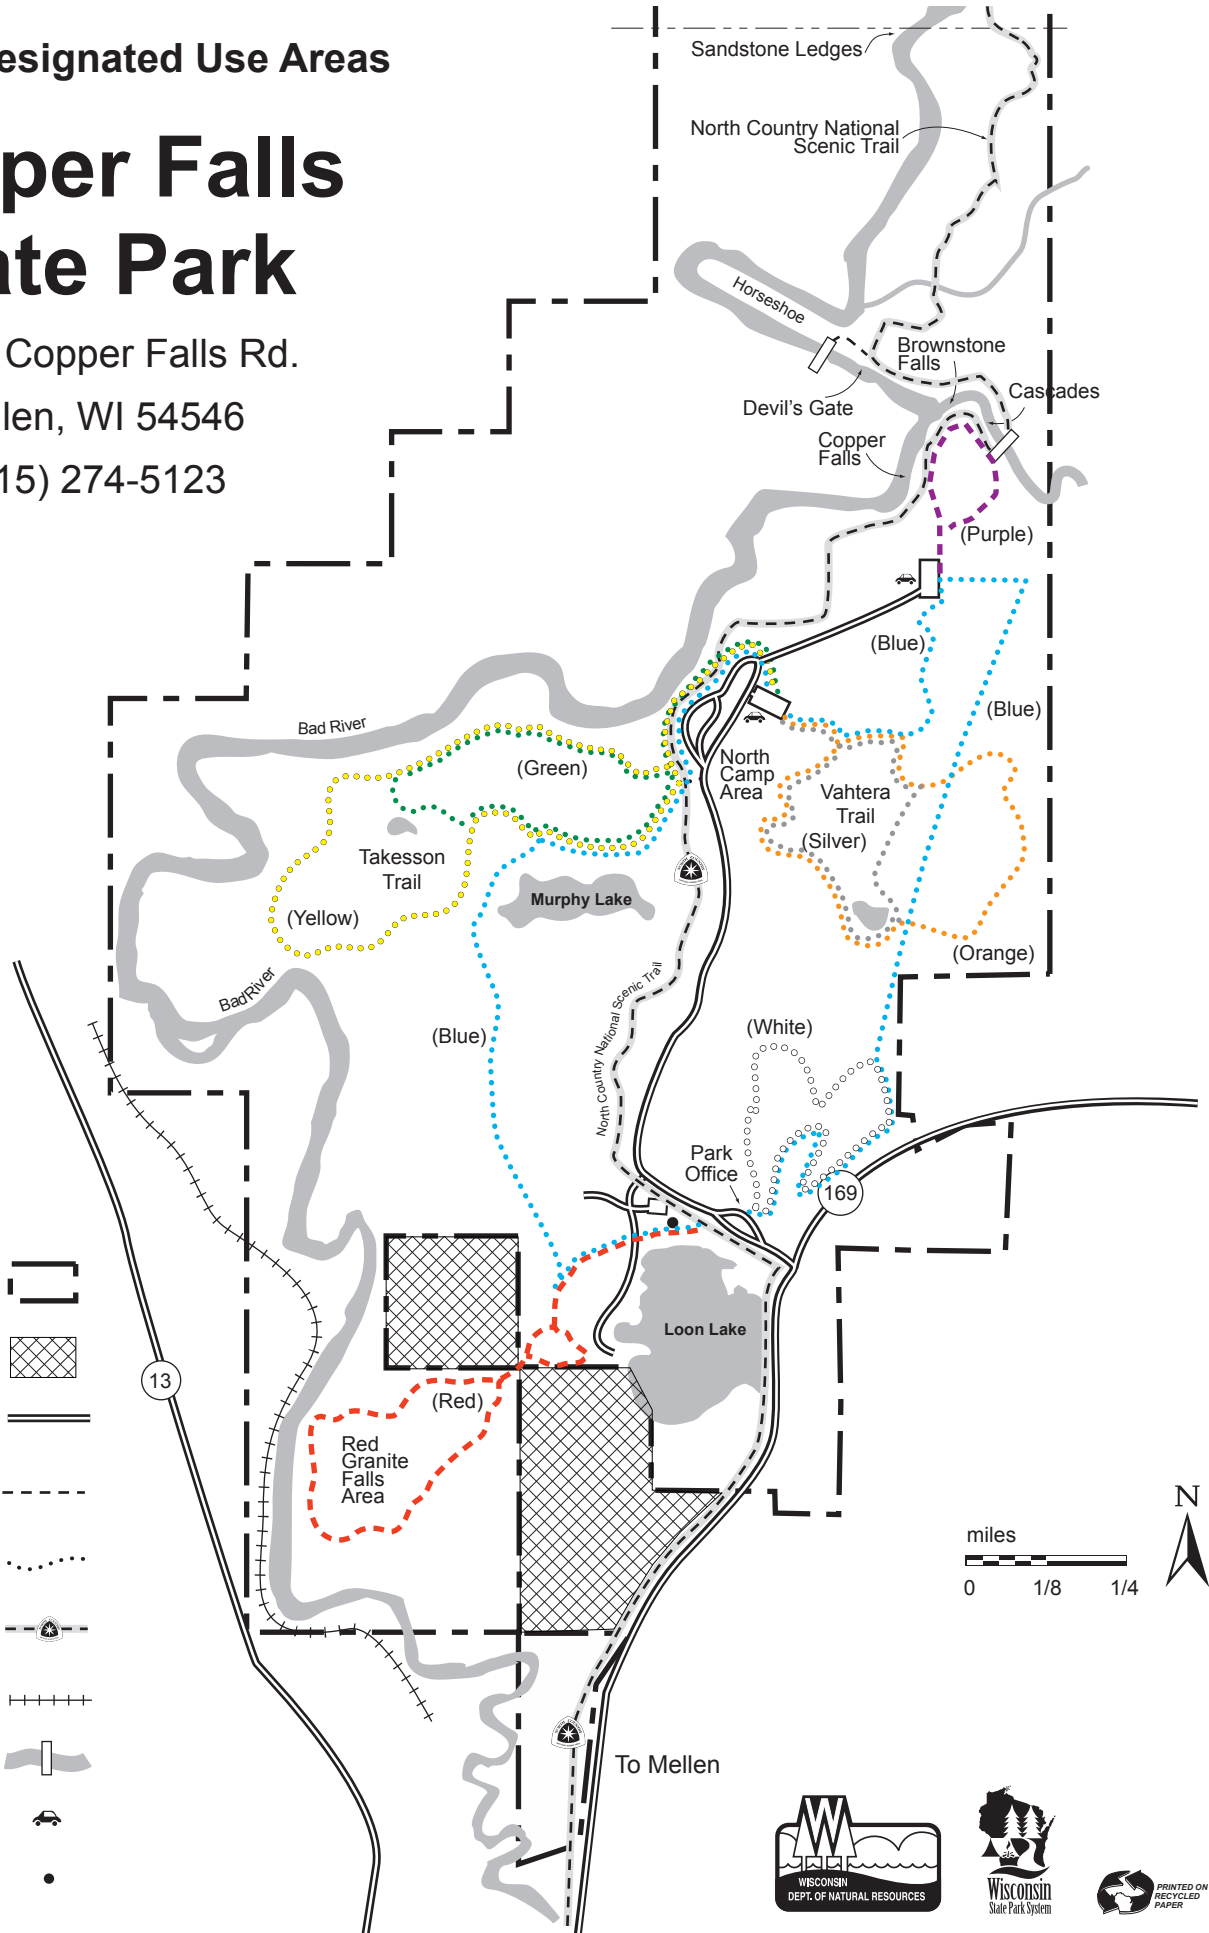 esignated Use Areas
per Falls
ate Park
Copper Falls Rd.
len, WI 54546
15) 274-5123
Sandstone Ledges
North Country National
Scenic Trail
Horseshoe
Brownstone
Falls
Cascades
Devil's Gate
Copper
Falls
(Purple)
(Blue)
(Blue)
Bad River
(Green)
North
Camp
Area
Vahtera
Trail
(Silver)
Takesson
Trail
Murphy Lake
(Yellow)
(Orange)
Bad River
North Country National Scenic Trail
(Blue)
(White)
Park
Office
169
Loon Lake
13
(Red)
Red
Granite
Falls
Area
N
miles
0 1/8 1/4
To Mellen
W
WISCONSIN
DEPT. OF NATURAL RESOURCES
Wisconsin
State Park System
PRINTED ON
RECYCLED
PAPER